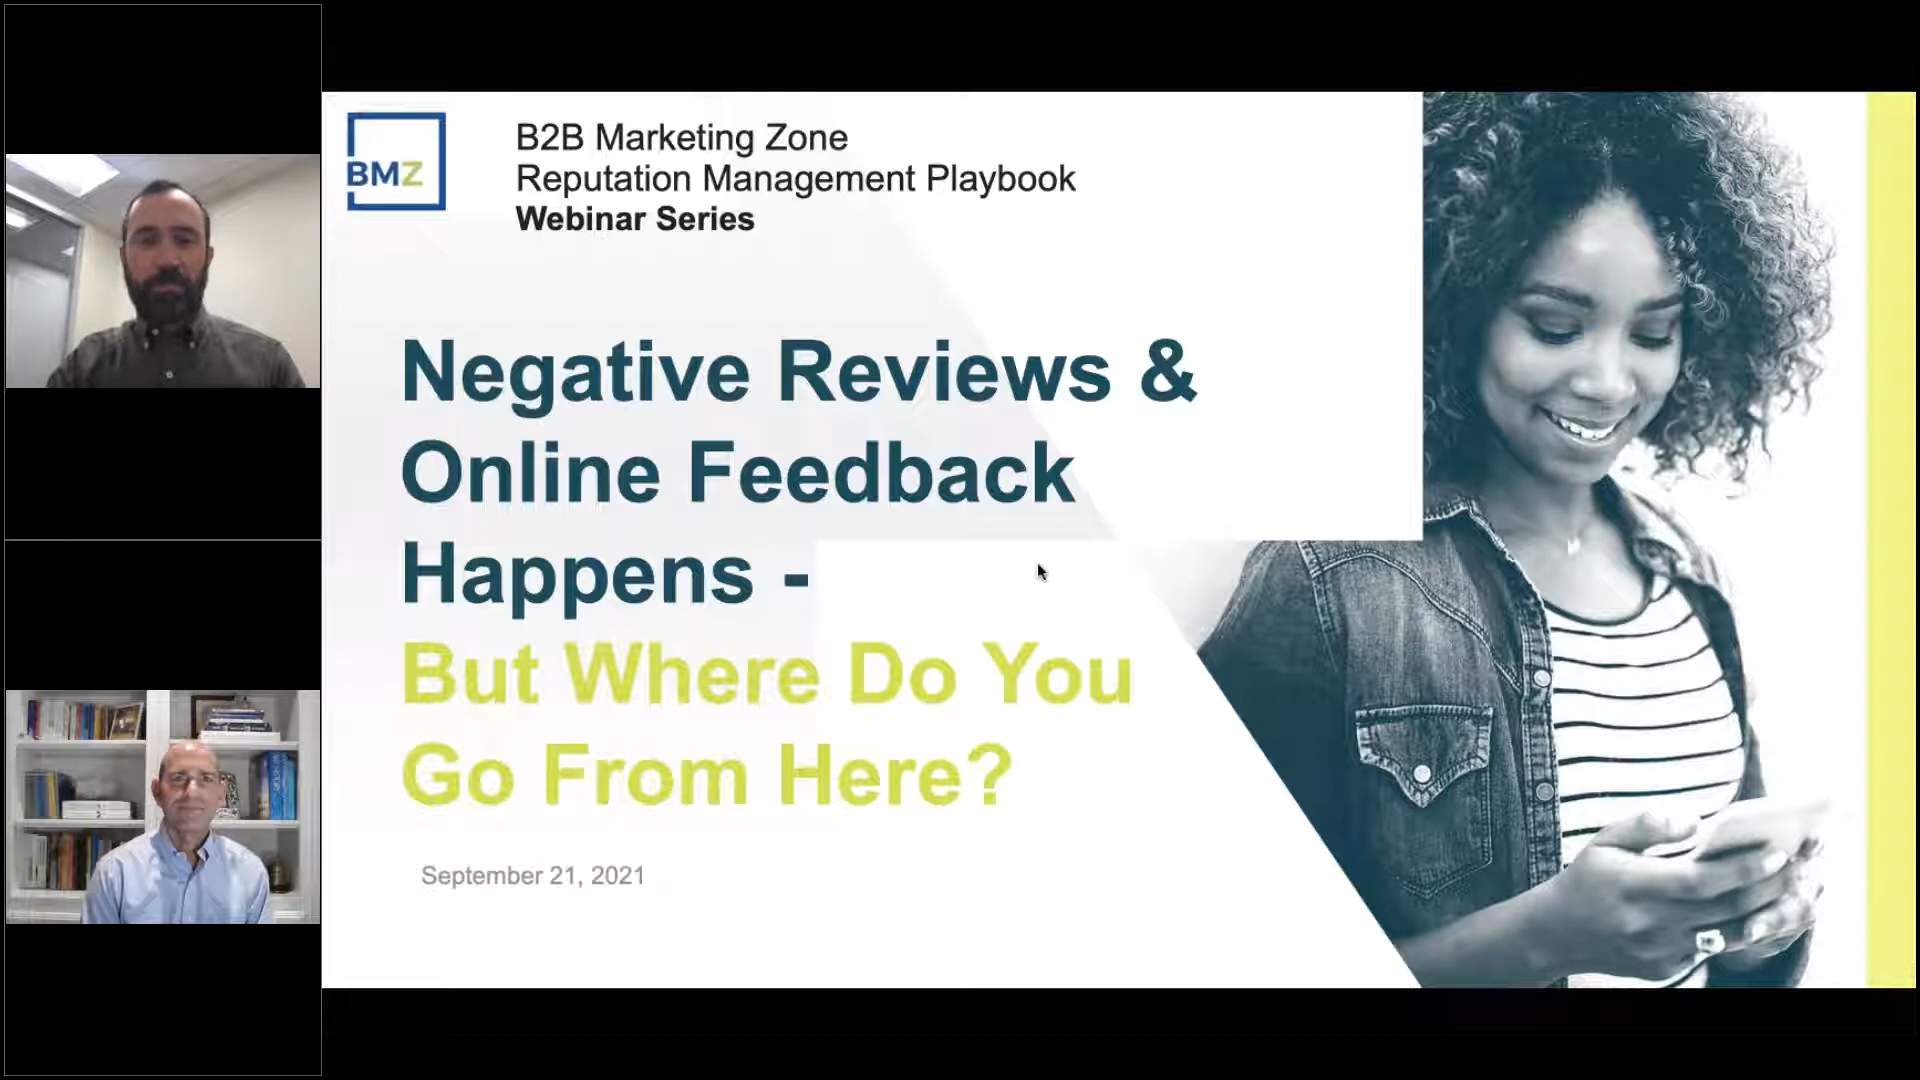 BMZ
B2B Marketing Zone
Reputation Management Playbook
Webinar Series
Negative Reviews &
Online Feedback
Happens -
But Where Do You
Go From Here?
September 21, 2021